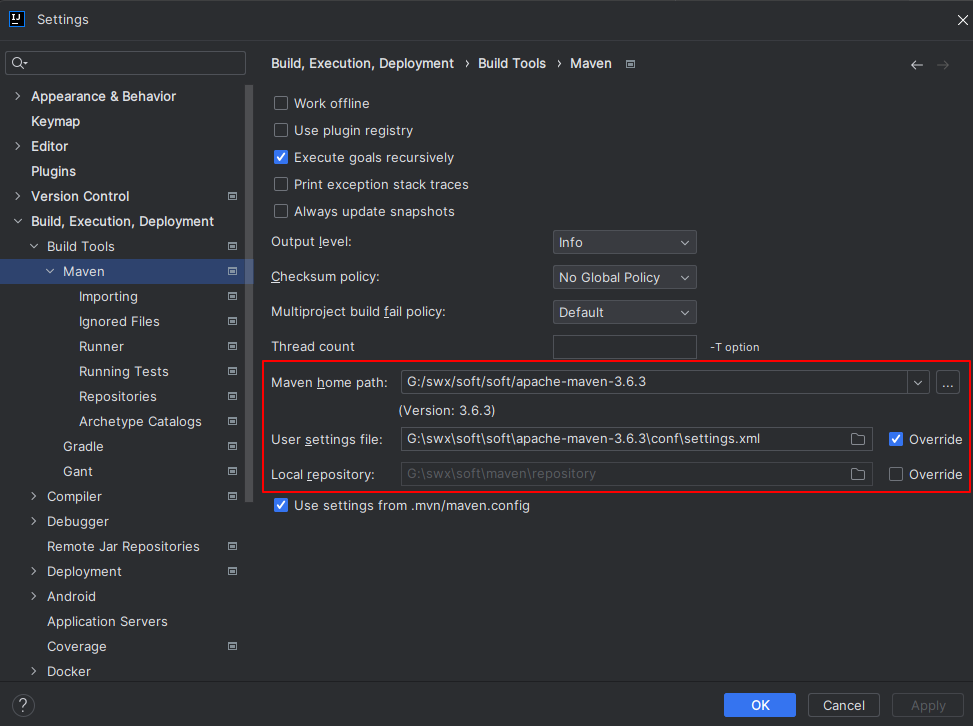 Settings
Build, Execution, Deployment › Build Tools › Maven
Appearance & Behavior
Keymap
Editor
Plugins
Version Control
Build, Execution, Deployment
Build Tools
Maven
Importing
Ignored Files
Runner
Running Tests
Repositories
Archetype Catalogs
Gradle
Gant
Compiler
Debugger
Remote Jar Repositories
Deployment
Android
Application Servers
Coverage
Docker
Work offline
Use plugin registry
Execute goals recursively
Print exception stack traces
Always update snapshots
Output level: Info
Checksum policy: No Global Policy
Multiproject build fail policy: Default
Thread count -T option
Maven home path: G:/swx/soft/soft/apache-maven-3.6.3 ...
(Version: 3.6.3)
User settings file: G:\swx\soft\soft\apache-maven-3.6.3\conf\settings.xml Override
Local repository: G:\swx\soft\maven\repository Override
Use settings from .mvn/maven.config
? OK Cancel Apply